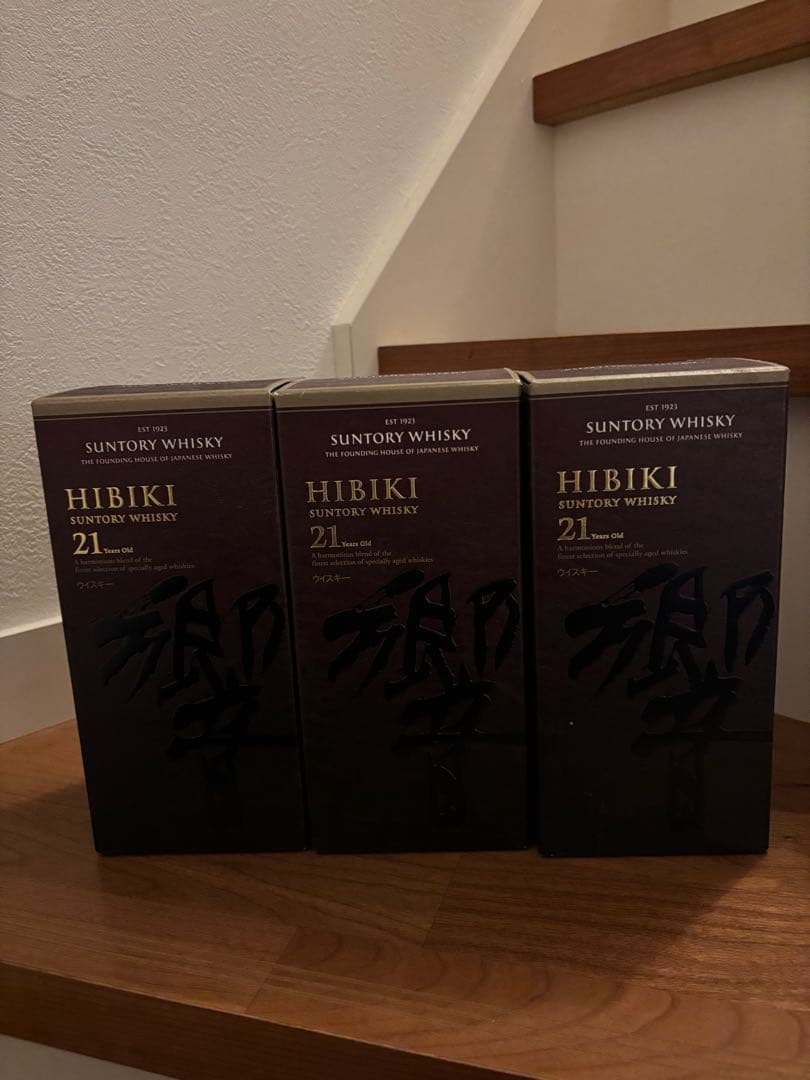 EST 1923
SUNTORY WHISKY
THE FOUNDING HOUSE OF JAPANESE WHISKY
HIBIKI
SUNTORY WHISKY
21 Years Old
A harmonious blend of the
finest selection of specially aged whiskies
ウイスキー
響
EST 1923
SUNTORY WHISKY
THE FOUNDING HOUSE OF JAPANESE WHISKY
HIBIKI
SUNTORY WHISKY
21 Years Old
A harmonious blend of the
finest selection of specially aged whiskies
ウイスキー
響
EST 1923
SUNTORY WHISKY
THE FOUNDING HOUSE OF JAPANESE WHISKY
HIBIKI
SUNTORY WHISKY
21 Years Old
A harmonious blend of the
finest selection of specially aged whiskies
ウイスキー
響